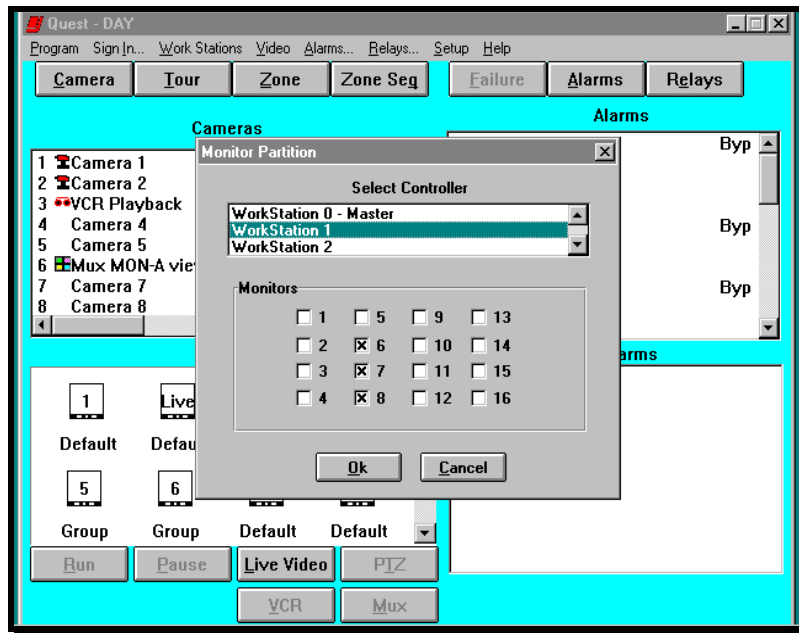 Quest - DAY
Program Sign In... Work Stations Video Alarms... Relays... Setup Help
Camera Tour Zone Zone Seq Failure Alarms Relays
Cameras
Alarms
1 Camera 1
2 Camera 2
3 VCR Playback
4 Camera 4
5 Camera 5
6 Mux MON-A vie
7 Camera 7
8 Camera 8
Byp
Byp
Byp
Monitor Partition
Select Controller
WorkStation 0 - Master
WorkStation 1
WorkStation 2
Monitors
1 5 9 13
2 6 10 14
3 7 11 15
4 8 12 16
Ok Cancel
arms
1 Live
Default Defau
5 6
Group Group Default Default
Run Pause Live Video PTZ
VCR Mux